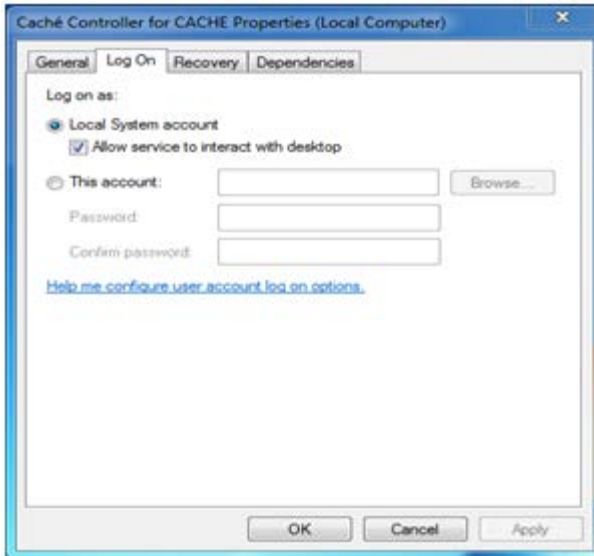 Caché Controller for CACHE Properties (Local Computer)
General Log On Recovery Dependencies
Log on as:
Local System account
Allow service to interact with desktop
This account: Browse...
Password:
Confirm password:
Help me configure user account log on options.
OK Cancel Apply